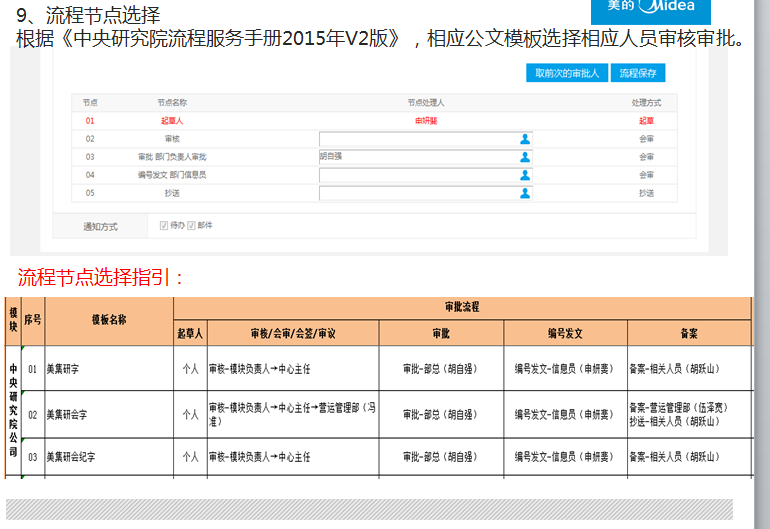 美的 Midea
9、流程节点选择
根据《中央研究院流程服务手册2015年V2版》，相应公文模板选择相应人员审核审批。
取前次的审批人 流程保存
节点 节点名称 节点处理人 处理方式
01 起草人 申妍斐 起草
02 审核 会审
03 审批 部门负责人审批 胡自强 会审
04 编号发文 部门信息员 会审
05 抄送 抄送
通知方式 待办 邮件
流程节点选择指引：
模块 序号 模板名称 审批流程
起草人 审核/会审/会签/审议 审批 编号发文 备案
中央研究院公司
01 美集研字 个人 审核-模块负责人→中心主任 审批-部总（胡自强） 编号发文-信息员（申妍斐） 备案-相关人员（胡跃山）
02 美集研会字 个人 审核-模块负责人→中心主任→营运管理部（冯准） 审批-部总（胡自强） 编号发文-信息员（申妍斐） 备案-营运管理部（伍泽宽）
抄送-相关人员（胡跃山）
03 美集研会纪字 个人 审核-模块负责人→中心主任 审批-部总（胡自强） 编号发文-信息员（申妍斐） 备案-相关人员（胡跃山）